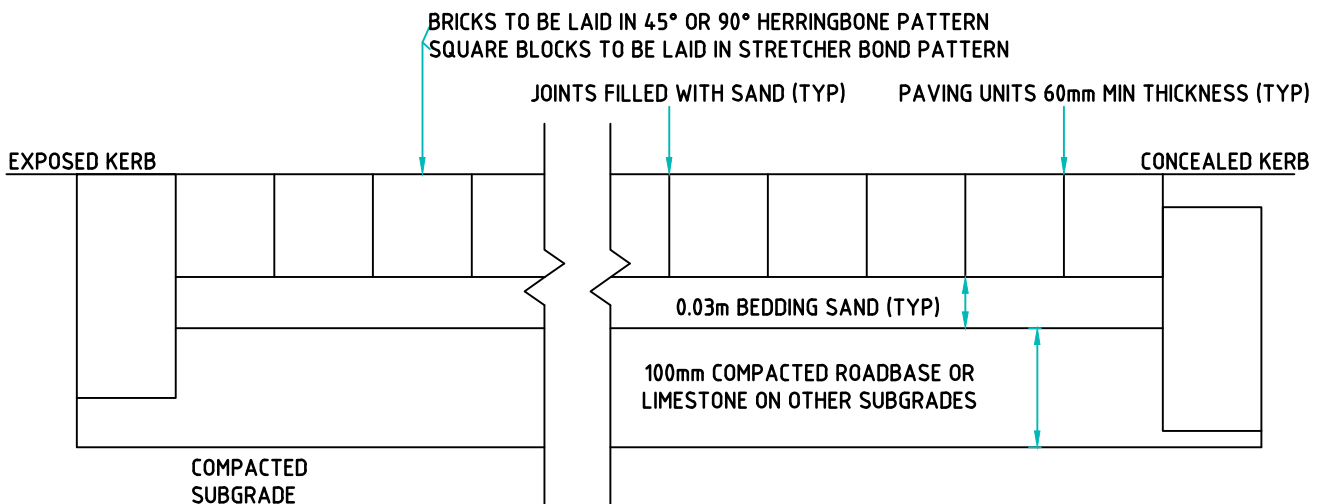 BRICKS TO BE LAID IN 45° OR 90° HERRINGBONE PATTERN
SQUARE BLOCKS TO BE LAID IN STRETCHER BOND PATTERN
JOINTS FILLED WITH SAND (TYP)
PAVING UNITS 60mm MIN THICKNESS (TYP)
EXPOSED KERB
CONCEALED KERB
0.03m BEDDING SAND (TYP)
100mm COMPACTED ROADBASE OR
LIMESTONE ON OTHER SUBGRADES
COMPACTED
SUBGRADE